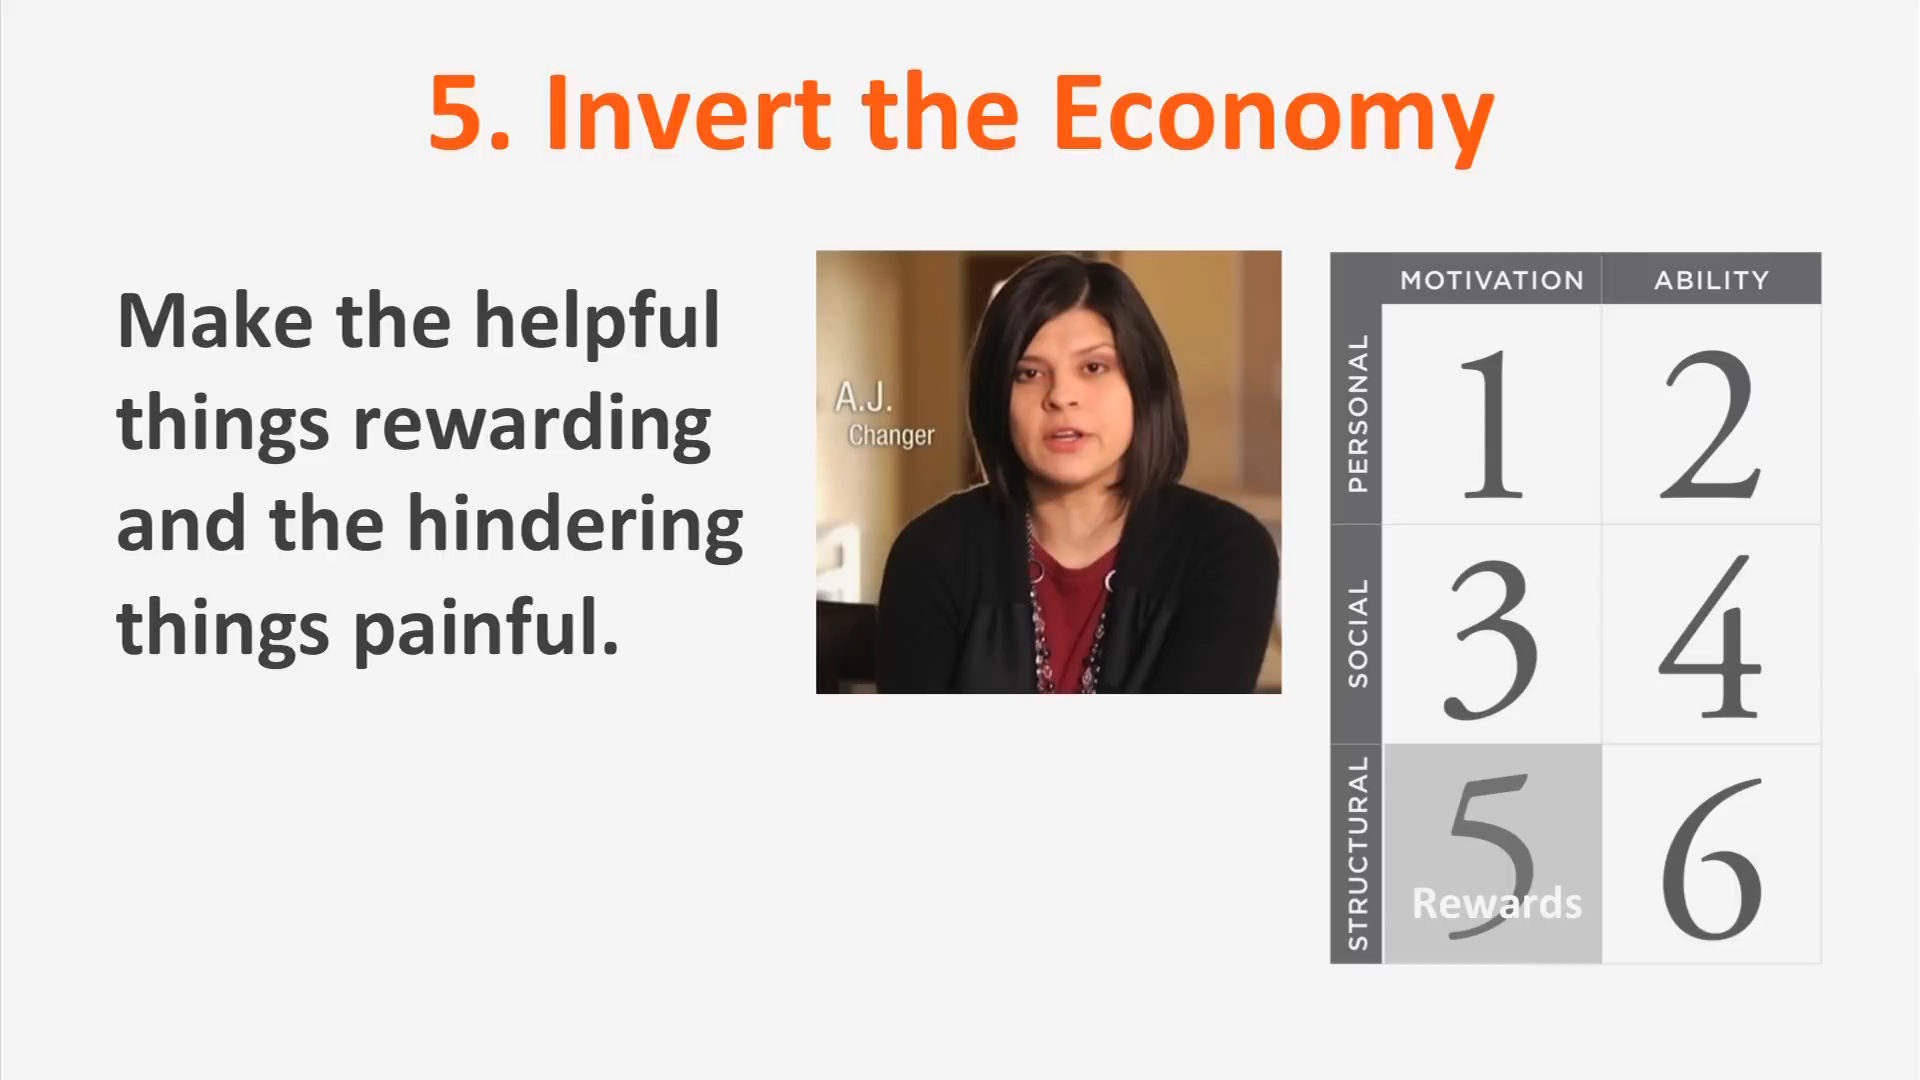 5. Invert the Economy
Make the helpful
things rewarding
and the hindering
things painful.
A.J.
Changer
MOTIVATION ABILITY
PERSONAL
1 2
SOCIAL
3 4
STRUCTURAL
5 6
Rewards